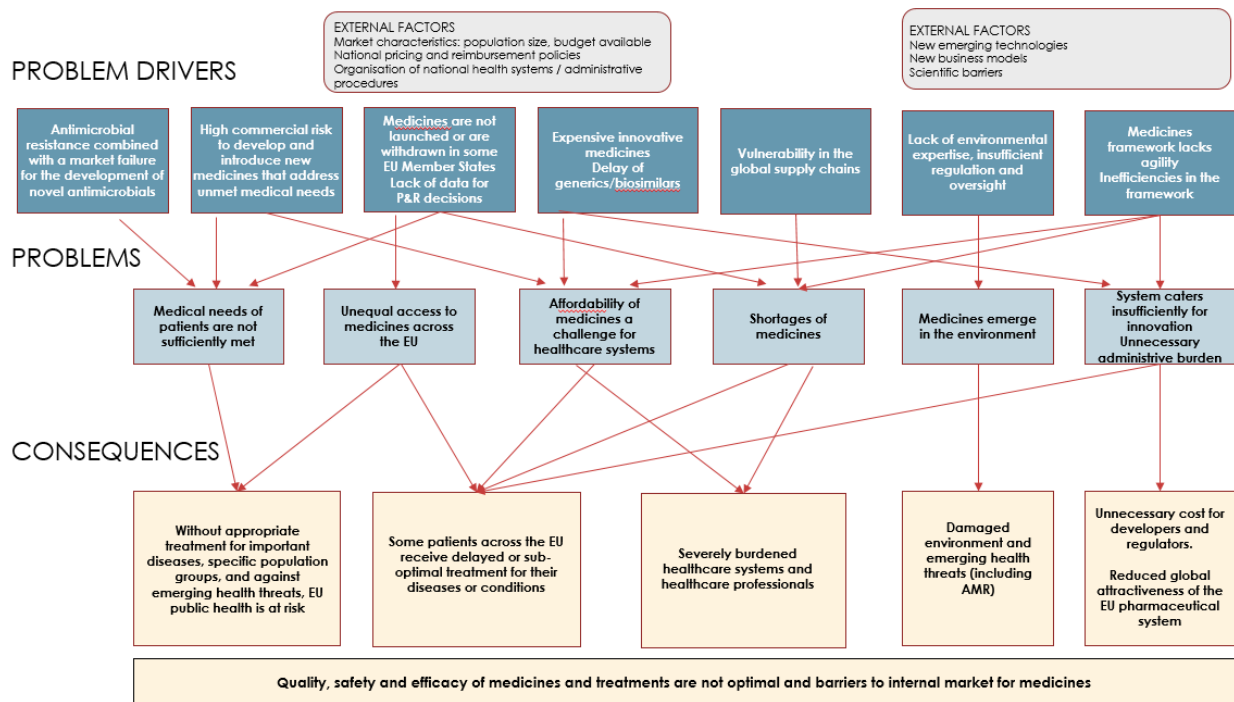 EXTERNAL FACTORS
Market characteristics: population size, budget available
National pricing and reimbursement policies
Organisation of national health systems / administrative
procedures
EXTERNAL FACTORS
New emerging technologies
New business models
Scientific barriers
PROBLEM DRIVERS
Antimicrobial
resistance combined
with a market failure
for the development of
novel antimicrobials
High commercial risk
to develop and
introduce new
medicines that address
unmet medical needs
Medicines are not
launched or are
withdrawn in some
EU Member States
Lack of data for
P&R decisions
Expensive innovative
medicines
Delay of
generics/biosimilars
Vulnerability in the
global supply chains
Lack of environmental
expertise, insufficient
regulation and
oversight
Medicines
framework lacks
agility
Inefficiencies in the
framework
PROBLEMS
Medical needs of
patients are not
sufficiently met
Unequal access to
medicines across
the EU
Affordability of
medicines a
challenge for
healthcare systems
Shortages of
medicines
Medicines emerge
in the environment
System caters
insufficiently for
innovation
Unnecessary
administrive burden
CONSEQUENCES
Without appropriate
treatment for important
diseases, specific population
groups, and against
emerging health threats, EU
public health is at risk
Some patients across the EU
receive delayed or sub-
optimal treatment for their
diseases or conditions
Severely burdened
healthcare systems and
healthcare professionals
Damaged
environment and
emerging health
threats (including
AMR)
Unnecessary cost for
developers and
regulators.
Reduced global
attractiveness of the
EU pharmaceutical
system
Quality, safety and efficacy of medicines and treatments are not optimal and barriers to internal market for medicines